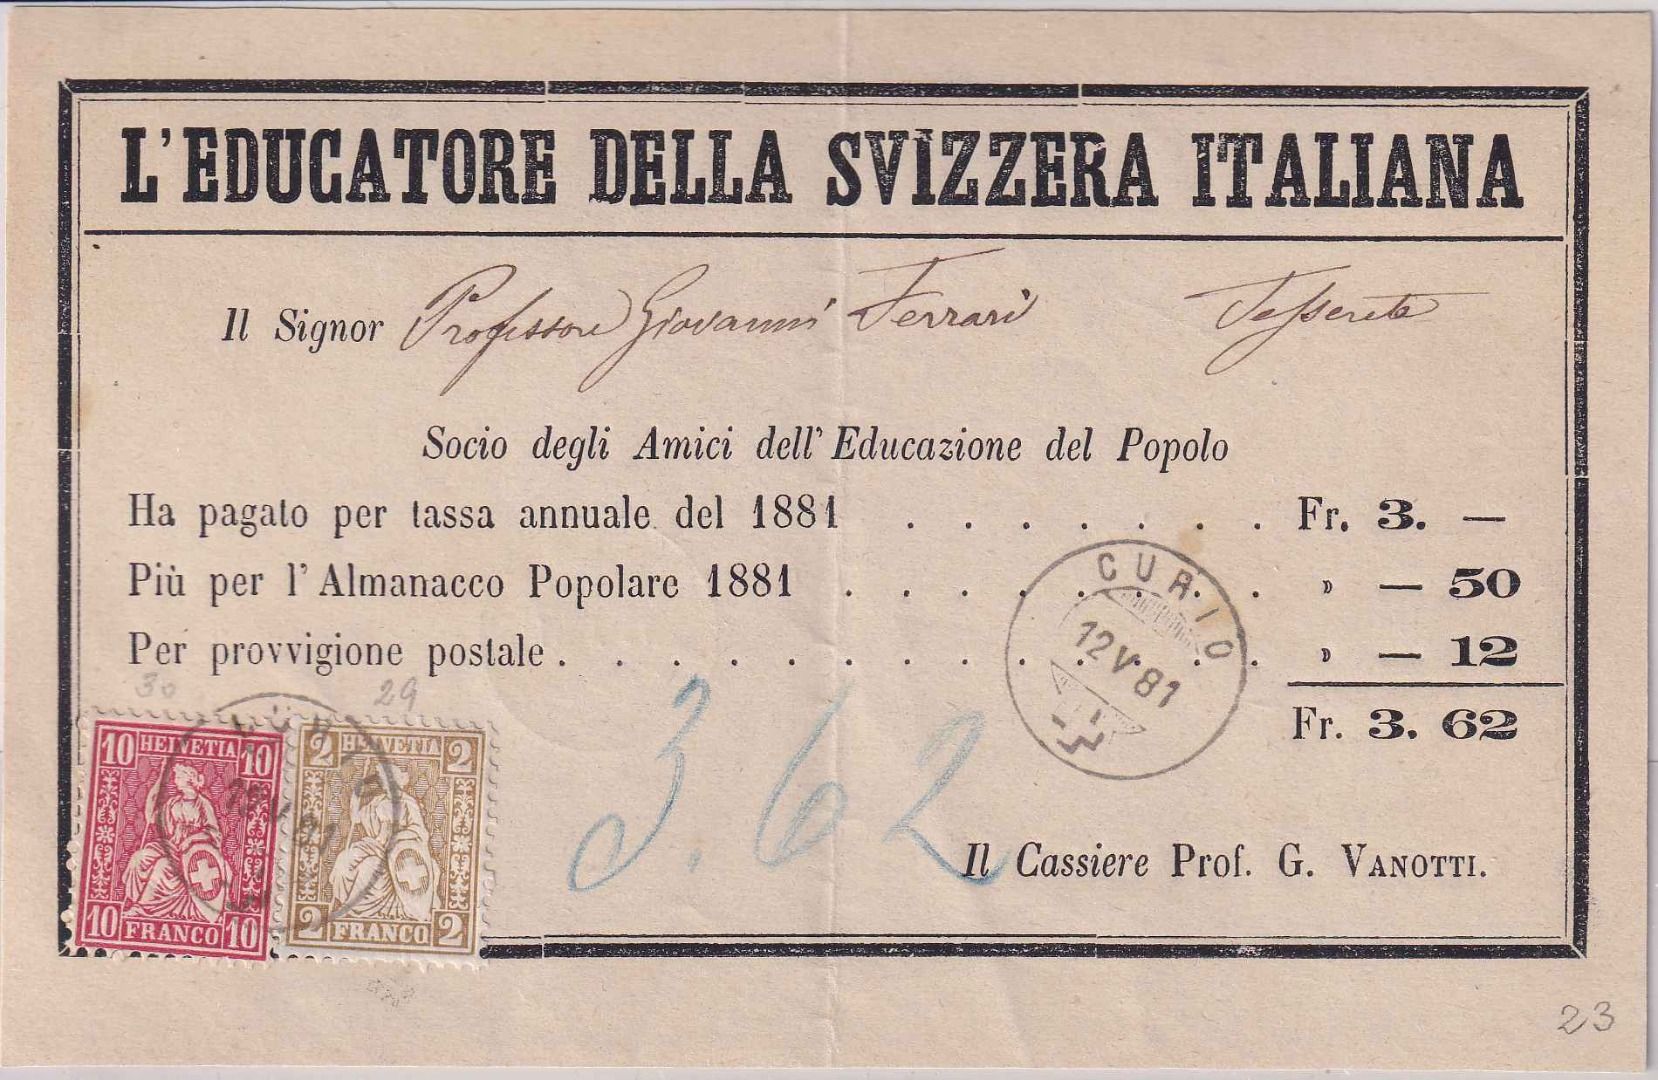 L'EDUCATORE DELLA SVIZZERA ITALIANA
Il Signor Professore Giovanni Ferrari Tesserete
Socio degli Amici dell' Educazione del Popolo
Ha pagato per tassa annuale del 1881 . . . . . . . Fr. 3. —
Più per l'Almanacco Popolare 1881 . . . . . . . . » — 50
Per provvigione postale . . . . . . . . . . . . . » — 12
Fr. 3. 62
CURIO
12 V 81
30 29
10 HELVETIA 10
10 FRANCO 10
2 HELVETIA 2
2 FRANCO 2
3.62
Il Cassiere Prof. G. VANOTTI.
23